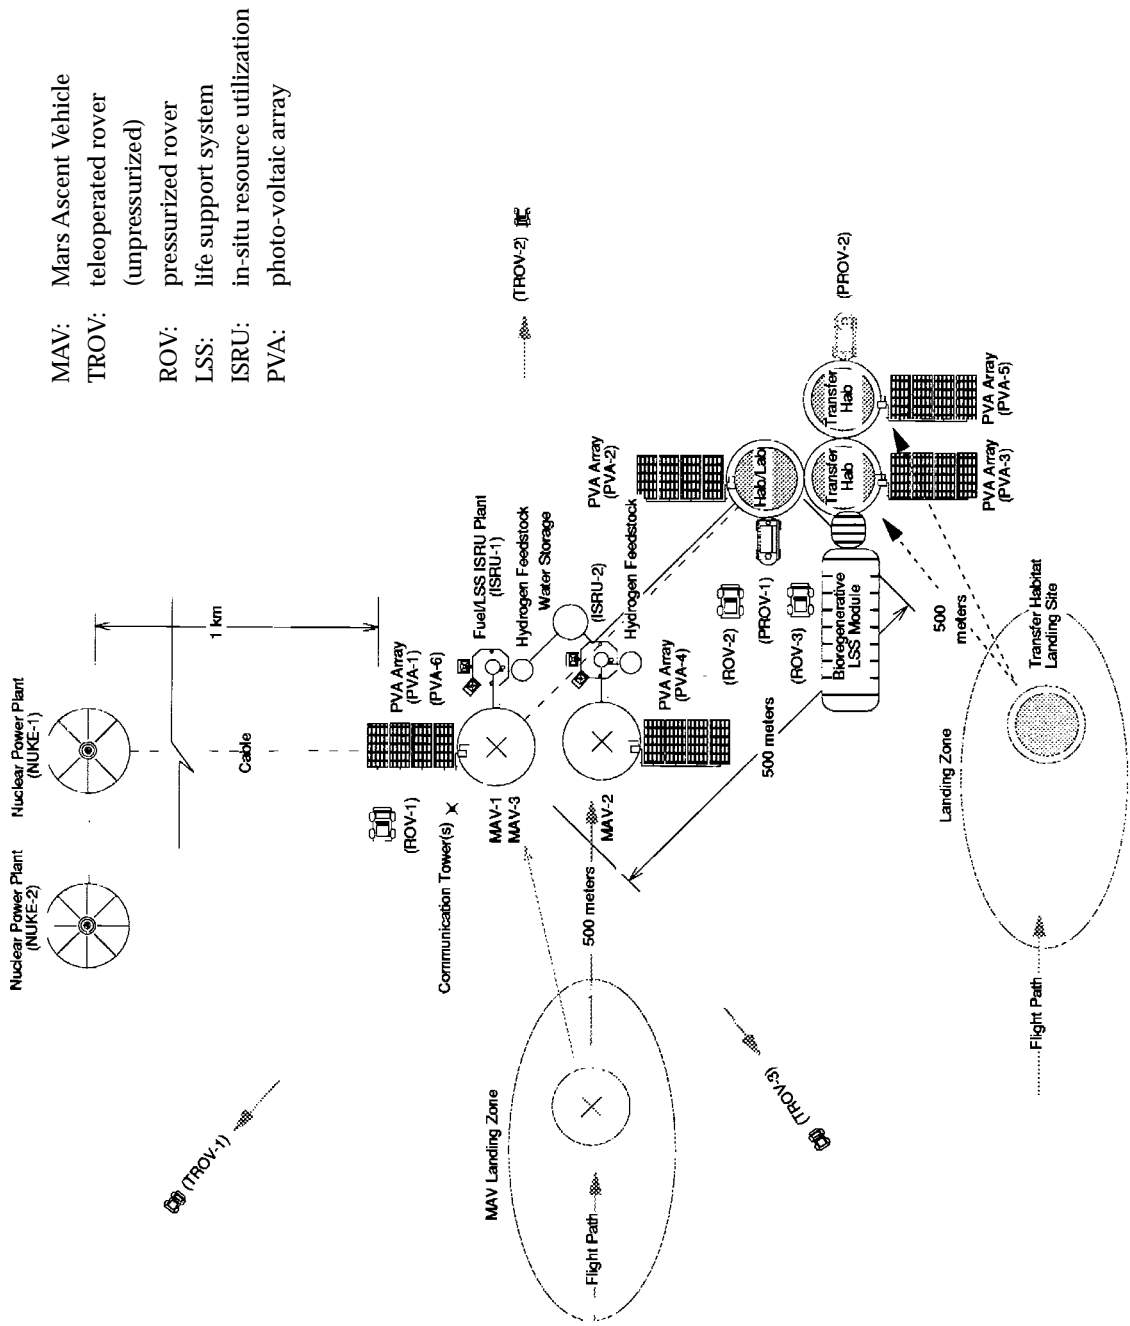 MAV: Mars Ascent Vehicle
TROV: teleoperated rover
(unpressurized)
ROV: pressurized rover
LSS: life support system
ISRU: in-situ resource utilization
PVA: photo-voltaic array
Nuclear Power Plant
(NUKE-2)
Nuclear Power Plant
(NUKE-1)
1 km
Cable
(TROV-1)
(ROV-1)
PVA Array
(PVA-1)
(PVA-6)
Communication Tower(s)
Fuel/LSS ISRU Plant
(ISRU-1)
MAV-1
MAV-3
Hydrogen Feedstock
Water Storage
(TROV-2)
(ISRU-2)
Hydrogen Feedstock
PVA Array
(PVA-2)
MAV Landing Zone
Flight Path
500 meters
MAV-2
PVA Array
(PVA-4)
(ROV-2)
(PROV-1)
Hab/Lab
(ROV-3)
500 meters
(TROV-3)
Bioregenerative
LSS Module
Transfer
Hab
Transfer
Hab
(PROV-2)
500
meters
PVA Array
(PVA-3)
PVA Array
(PVA-5)
Landing Zone
Transfer Habitat
Landing Site
Flight Path